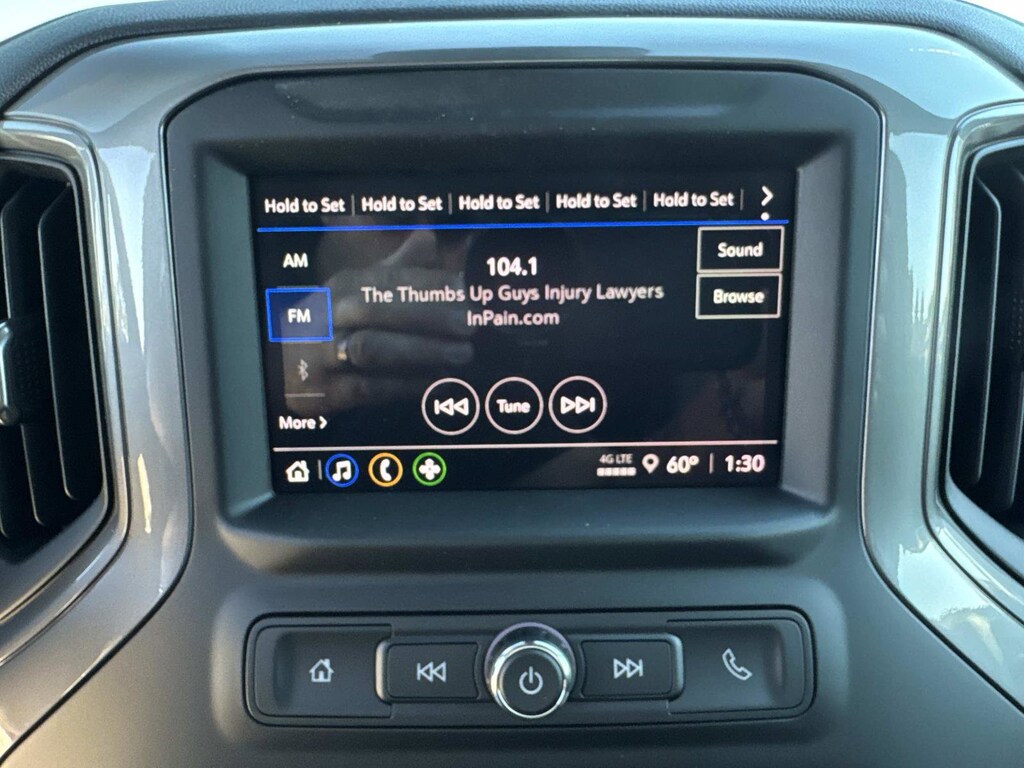 Hold to Set Hold to Set Hold to Set Hold to Set Hold to Set
AM
104.1
Sound
The Thumbs Up Guys Injury Lawyers
Browse
FM
InPain.com
Tune
More
4G LTE
60° 1:30